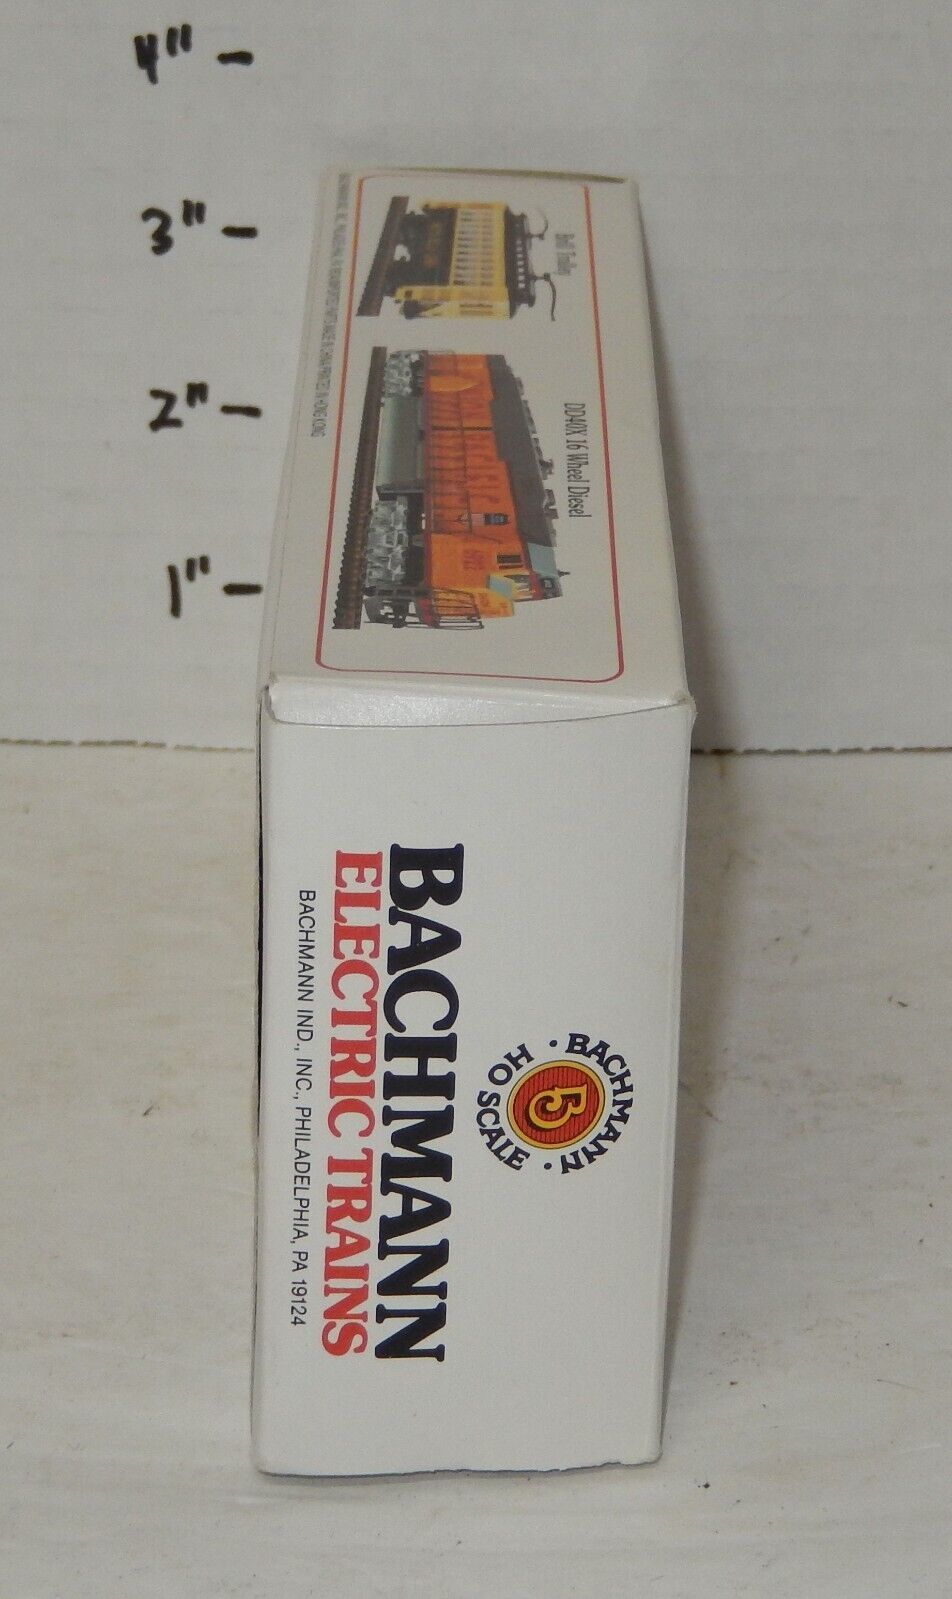 4" -
3" -
2" -
1" -
Brill Trolley
DD40X 16 Wheel Diesel
BACHMANN
HO SCALE
B
BACHMANN
ELECTRIC TRAINS
BACHMANN IND., INC., PHILADELPHIA, PA 19124